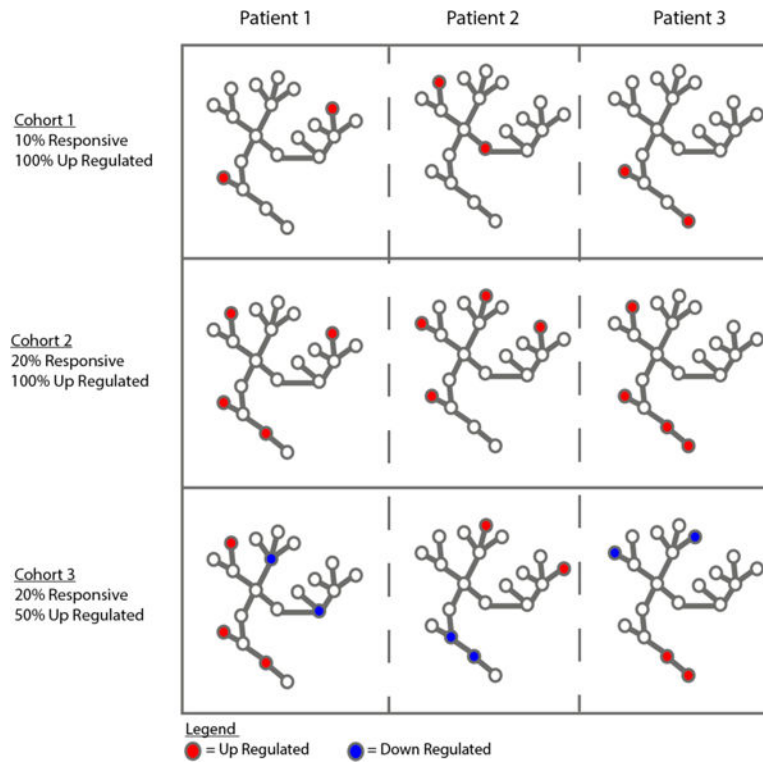 Patient 1
Patient 2
Patient 3
Cohort 1
10% Responsive
100% Up Regulated
Cohort 2
20% Responsive
100% Up Regulated
Cohort 3
20% Responsive
50% Up Regulated
Legend
= Up Regulated
= Down Regulated